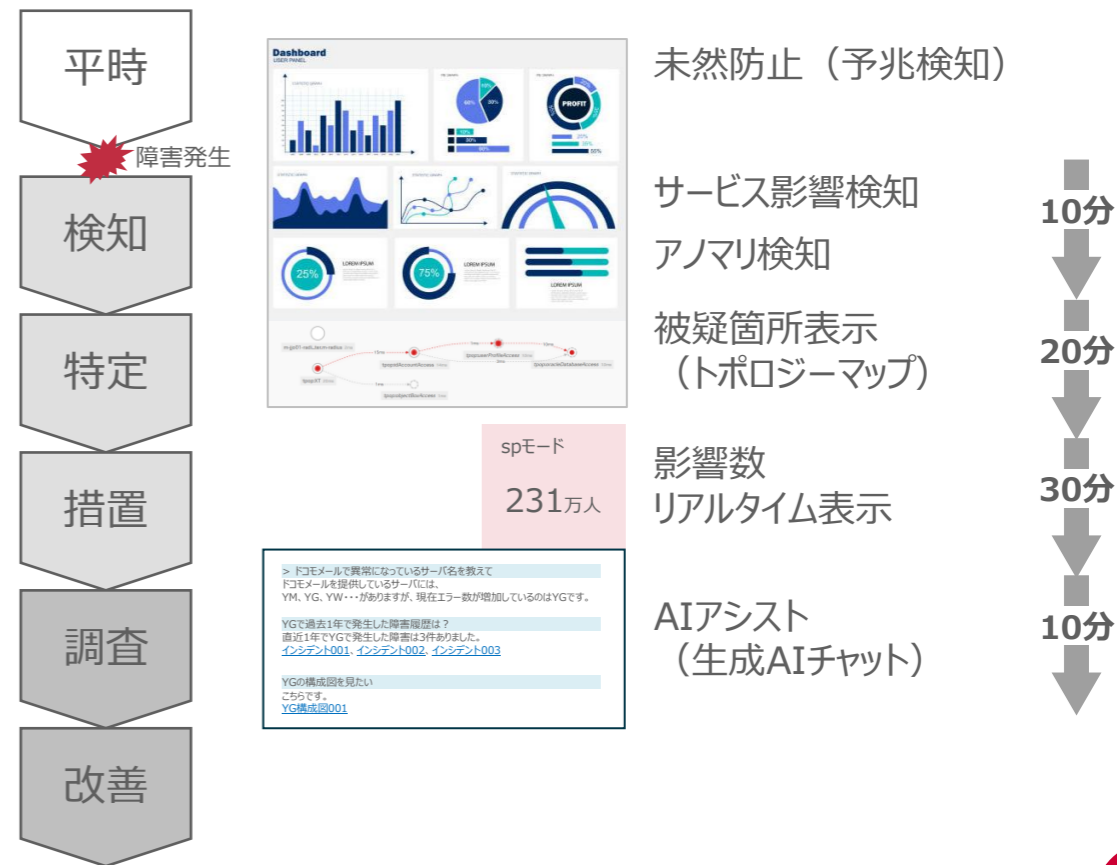 平時
障害発生
検知
特定
措置
調査
改善
Dashboard
USER PANEL
PROFIT
25%
LOREM IPSUM
75%
LOREM IPSUM
LOREM IPSUM
spモード
231万人
> ドコモメールで異常になっているサーバ名を教えて
ドコモメールを提供しているサーバには、
YM、YG、YW・・・がありますが、現在エラー数が増加しているのはYGです。
YGで過去1年で発生した障害履歴は？
直近1年でYGで発生した障害は3件ありました。
インシデント001、インシデント002、インシデント003
YGの構成図を見たい
こちらです。
YG構成図001
未然防止（予兆検知）
サービス影響検知
アノマリ検知
被疑箇所表示
（トポロジーマップ）
影響数
リアルタイム表示
AIアシスト
（生成AIチャット）
10分
20分
30分
10分